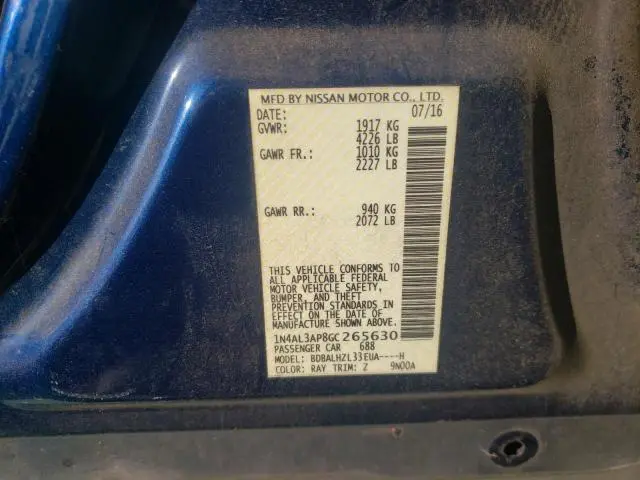 MFD BY NISSAN MOTOR CO., LTD.
DATE: 07/16
GVWR: 1917 KG
4226 LB
GAWR FR.: 1010 KG
2227 LB
GAWR RR.: 940 KG
2072 LB
THIS VEHICLE CONFORMS TO
ALL APPLICABLE FEDERAL
MOTOR VEHICLE SAFETY,
BUMPER, AND THEFT
PREVENTION STANDARDS IN
EFFECT ON THE DATE OF
MANUFACTURE SHOWN ABOVE.
1N4AL3AP8GC265630
PASSENGER CAR 688
MODEL: BDBALHZL33EUA----H
COLOR: RAY TRIM: Z 9N00A